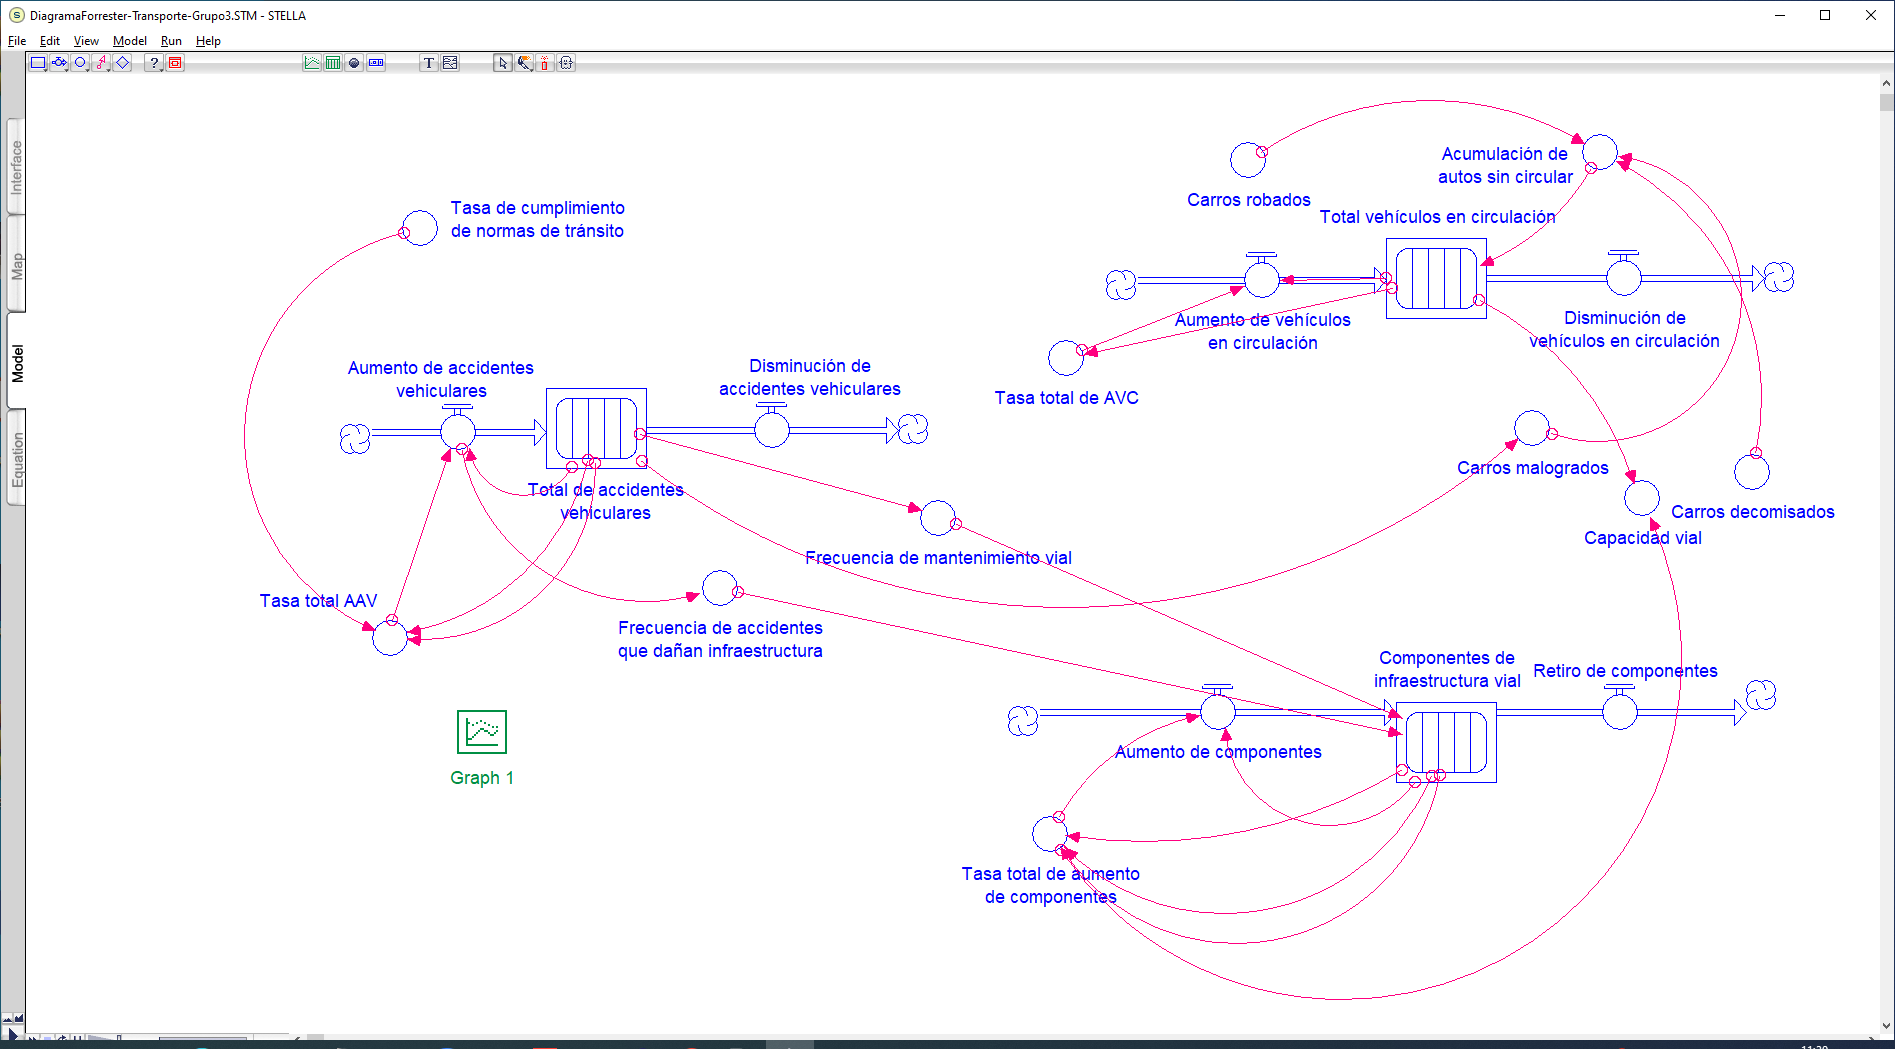 DiagramaForrester-Transporte-Grupo3.STM - STELLA
File Edit View Model Run Help
Interface
Map
Model
Equation
Tasa de cumplimiento
de normas de tránsito
Carros robados
Acumulación de
autos sin circular
Total vehículos en circulación
Aumento de vehículos
en circulación
Disminución de
vehículos en circulación
Tasa total de AVC
Aumento de accidentes
vehiculares
Disminución de
accidentes vehiculares
Total de accidentes
vehiculares
Carros malogrados
Carros decomisados
Capacidad vial
Frecuencia de mantenimiento vial
Tasa total AAV
Frecuencia de accidentes
que dañan infraestructura
Componentes de
infraestructura vial
Retiro de componentes
Aumento de componentes
Graph 1
Tasa total de aumento
de componentes